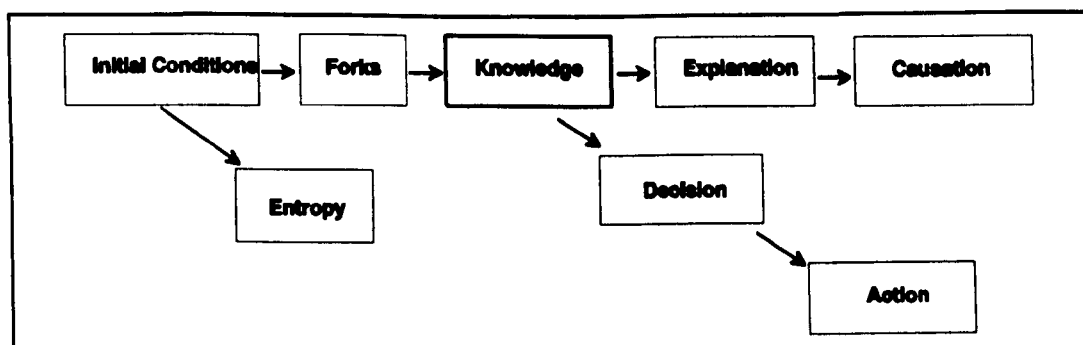 Initial Conditions
Forks
Knowledge
Explanation
Causation
Entropy
Decision
Action